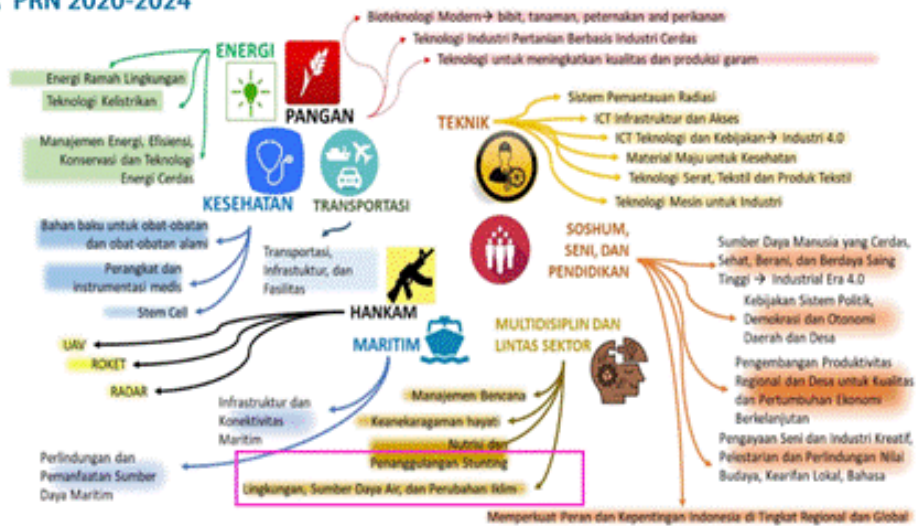 PRN 2020-2024
ENERGI
Energi Ramah Lingkungan
Teknologi Kelistrikan
Manajemen Energi, Efisiensi,
Konservasi dan Teknologi
Energi Cerdas
PANGAN
Bioteknologi Modern→ bibit, tanaman, peternakan and perikanan
Teknologi Industri Pertanian Berbasis Industri Cerdas
Teknologi untuk meningkatkan kualitas dan produksi garam
KESEHATAN
Bahan baku untuk obat-obatan
dan obat-obatan alami
Perangkat dan
instrumentasi medis
Stem Cell
TRANSPORTASI
Transportasi,
Infrastuktur, dan
Fasilitas
TEKNIK
Sistem Pemantauan Radiasi
ICT Infrastruktur dan Akses
ICT Teknologi dan Kebijakan→ Industri 4.0
Material Maju untuk Kesehatan
Teknologi Serat, Tekstil dan Produk Tekstil
Teknologi Mesin untuk Industri
HANKAM
UAV
ROKET
RADAR
SOSHUM,
SENI, DAN
PENDIDIKAN
Sumber Daya Manusia yang Cerdas,
Sehat, Berani, dan Berdaya Saing
Tinggi → Industrial Era 4.0
Kebijakan Sistem Politik,
Demokrasi dan Otonomi
Daerah dan Desa
Pengembangan Produktivitas
Regional dan Desa untuk Kualitas
dan Pertumbuhan Ekonomi
Berkelanjutan
Pengayaan Seni dan Industri Kreatif,
Pelestarian dan Perlindungan Nilai
Budaya, Kearifan Lokal, Bahasa
Memperkuat Peran dan Kepentingan Indonesia di Tingkat Regional dan Global
MARITIM
Infrastruktur dan
Konektivitas
Maritim
Perlindungan dan
Pemanfaatan Sumber
Daya Maritim
MULTIDISIPLIN DAN
LINTAS SEKTOR
Manajemen Bencana
Keanekaragaman hayati
Nutrisi dan
Penanggulangan Stunting
Lingkungan, Sumber Daya Air, dan Perubahan Iklim